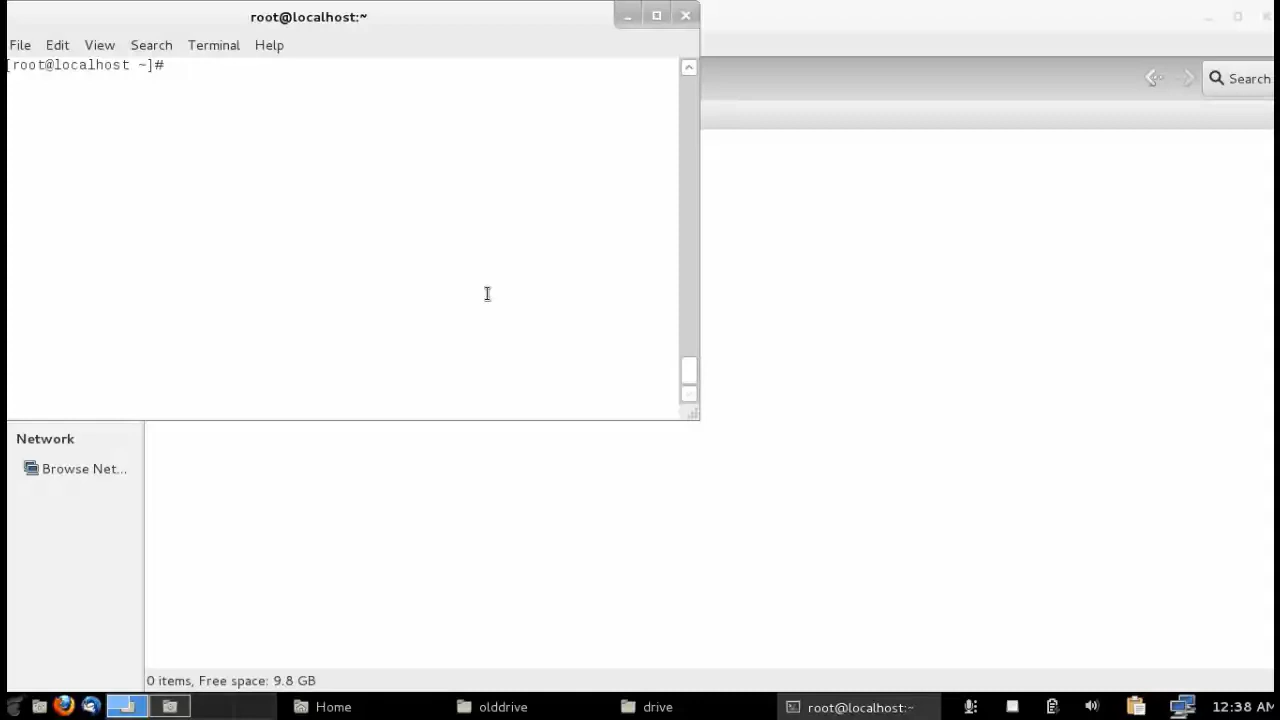 root@localhost:~
File Edit View Search Terminal Help
[root@localhost ~]#
Search
Network
Browse Net...
0 items, Free space: 9.8 GB
Home olddrive drive root@localhost:~ 12:38 AM